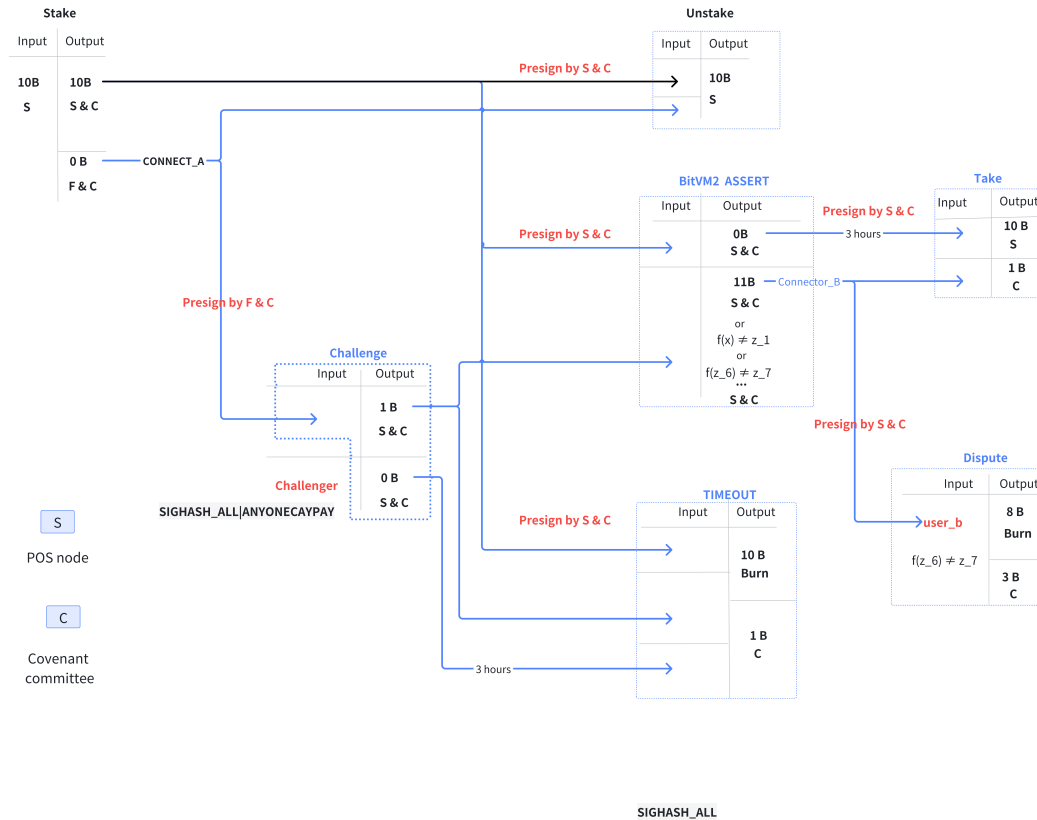 Stake
Input Output
10B 10B
S S & C
0 B
F & C
CONNECT_A
Unstake
Input Output
10B
S
Presign by S & C
BitVM2 ASSERT
Input Output
0B
S & C
11B
S & C
or
f(x) ≠ z_1
or
f(z_6) ≠ z_7
...
S & C
Presign by S & C
Presign by S & C
3 hours
Connector_B
Take
Input Output
10 B
S
1 B
C
Presign by F & C
Challenge
Input Output
1 B
S & C
0 B
S & C
Challenger
SIGHASH_ALL|ANYONECAYPAY
Presign by S & C
Dispute
Input Output
user_b
f(z_6) ≠ z_7
8 B
Burn
3 B
C
Presign by S & C
TIMEOUT
Input Output
10 B
Burn
1 B
C
3 hours
S
POS node
C
Covenant
committee
SIGHASH_ALL